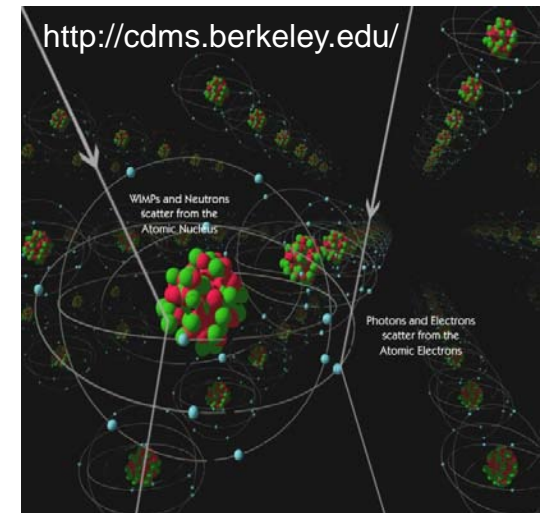 http://cdms.berkeley.edu/
WIMPs and Neutrons
scatter from the
Atomic Nucleus
Photons and Electrons
scatter from the
Atomic Electrons